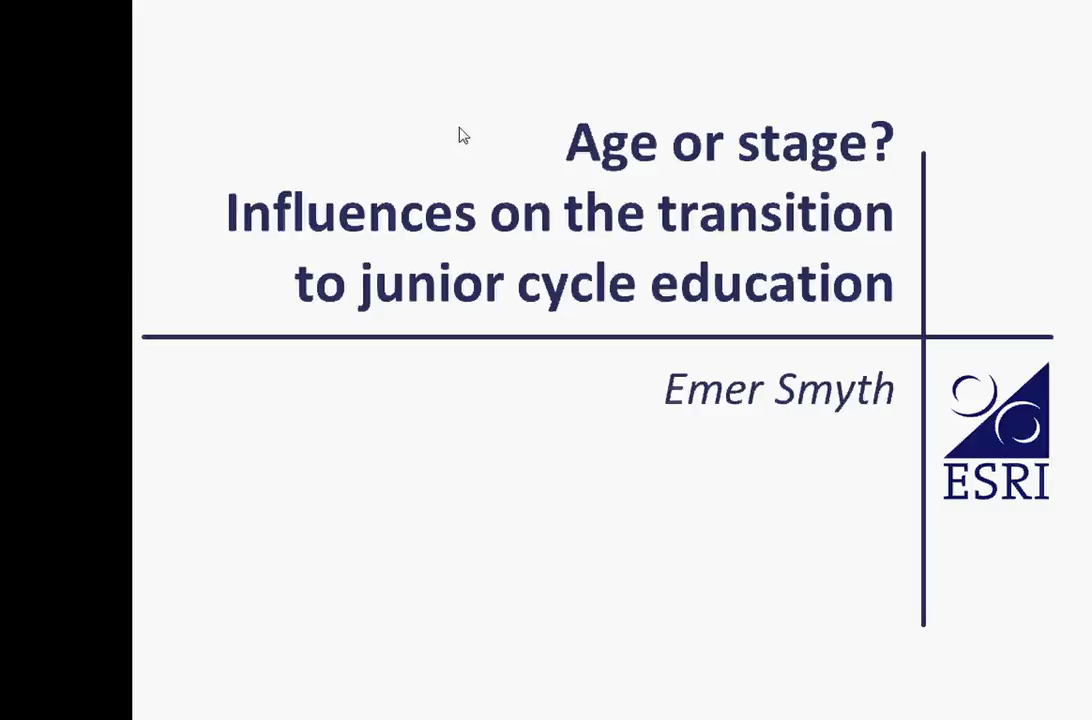 Age or stage?
Influences on the transition
to junior cycle education
Emer Smyth
ESRI